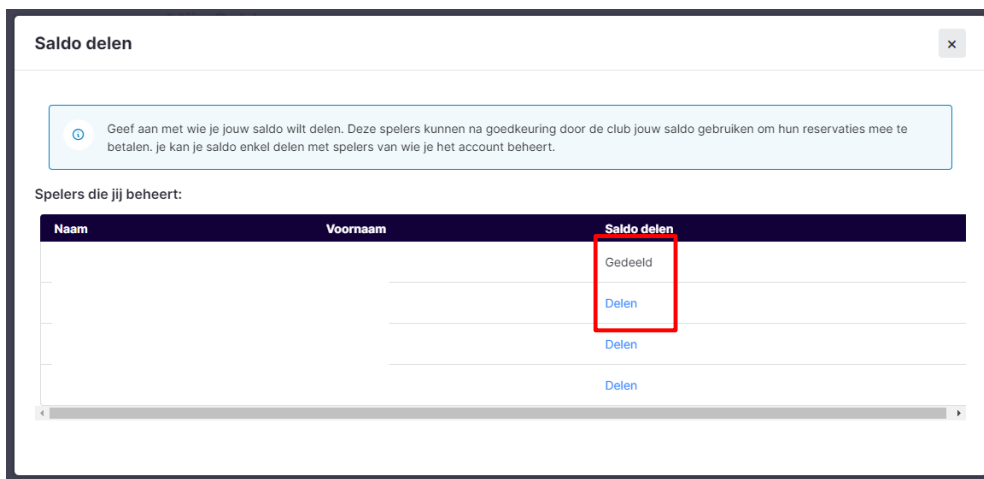 Saldo delen
Geef aan met wie je jouw saldo wilt delen. Deze spelers kunnen na goedkeuring door de club jouw saldo gebruiken om hun reservaties mee te
betalen. je kan je saldo enkel delen met spelers van wie je het account beheert.
Spelers die jij beheert:
Naam Voornaam Saldo delen
Gedeeld
Delen
Delen
Delen